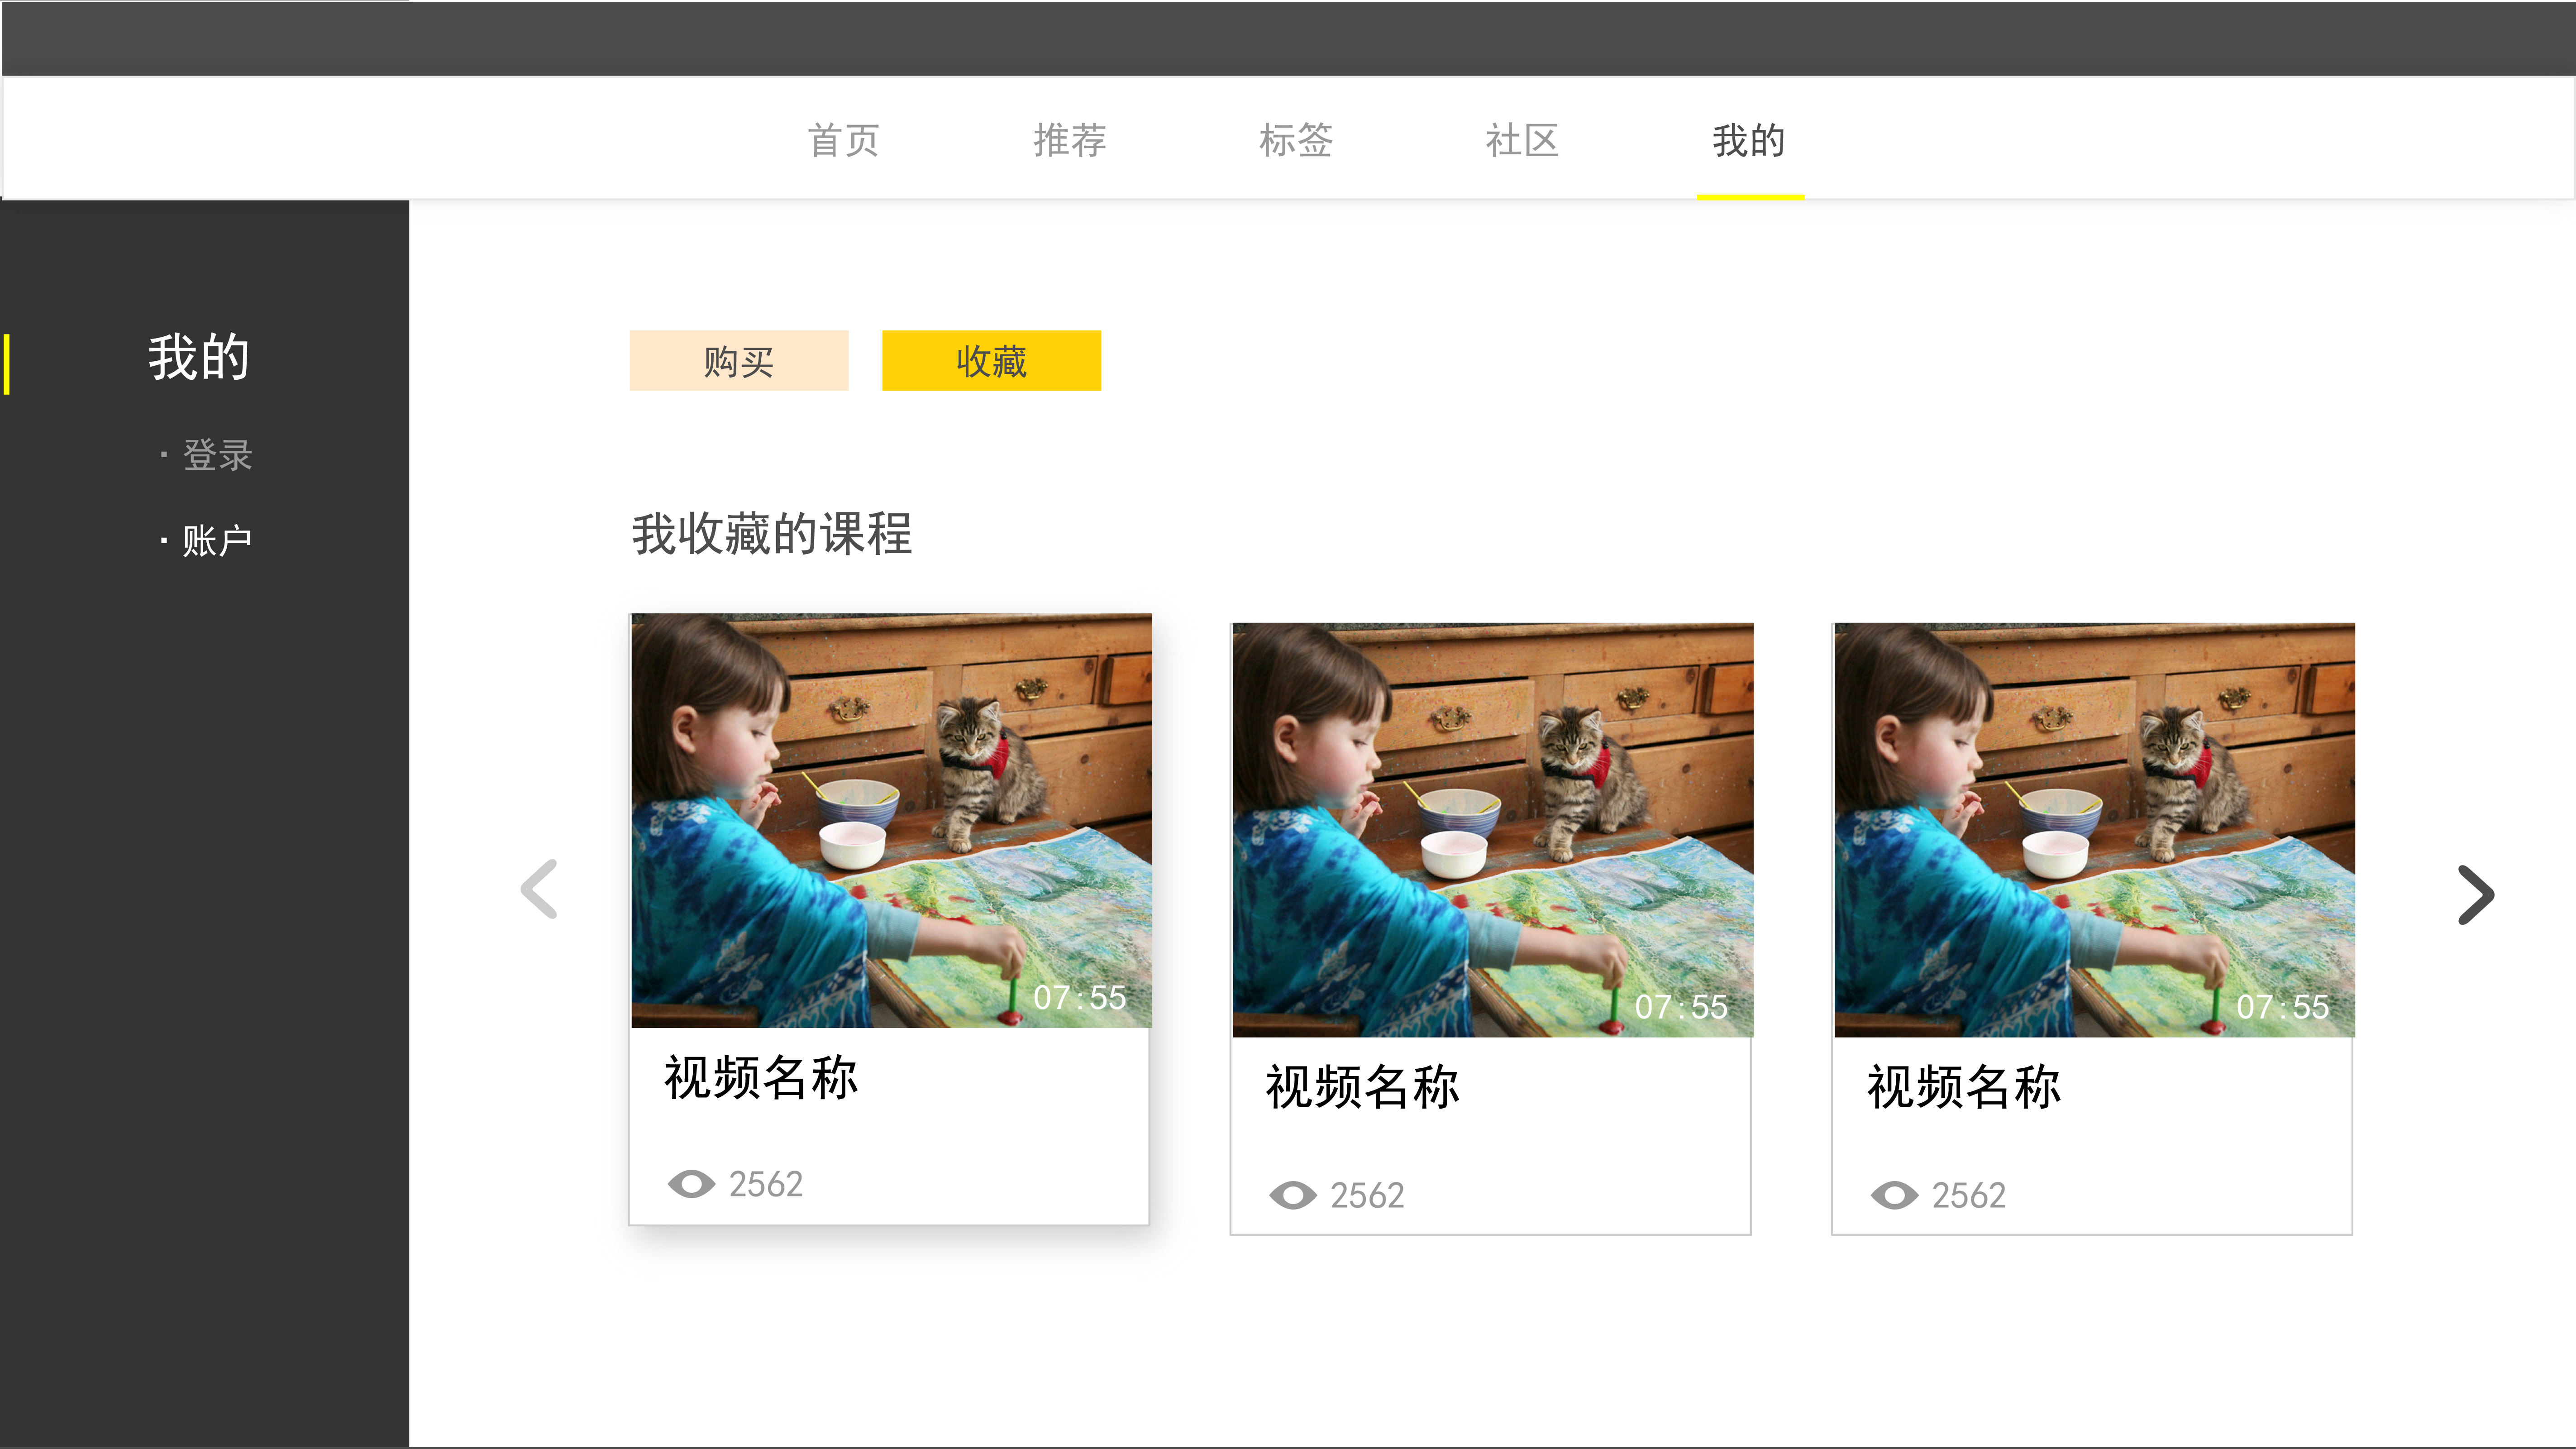 首页 推荐 标签 社区 我的
我的
· 登录
· 账户
购买 收藏
我收藏的课程
07:55
视频名称
2562
07:55
视频名称
2562
07:55
视频名称
2562